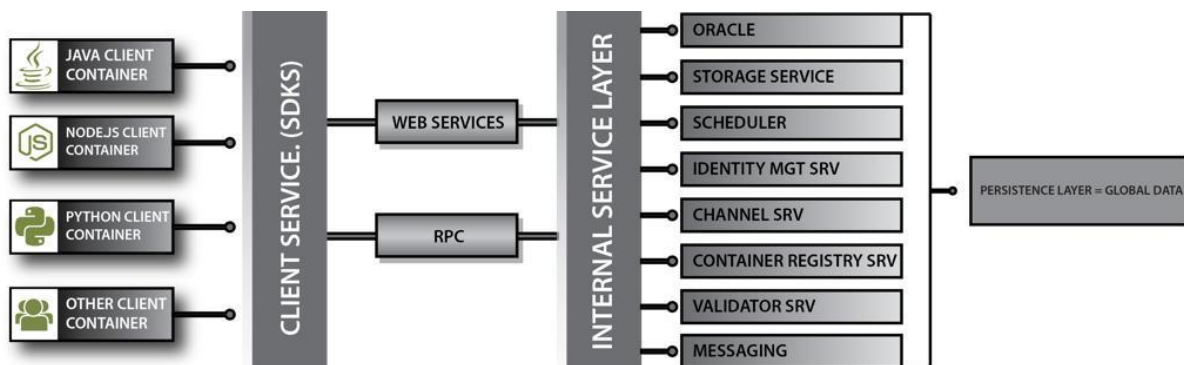 JAVA CLIENT
CONTAINER
NODEJS CLIENT
CONTAINER
PYTHON CLIENT
CONTAINER
OTHER CLIENT
CONTAINER
CLIENT SERVICE. (SDKS)
WEB SERVICES
RPC
INTERNAL SERVICE LAYER
ORACLE
STORAGE SERVICE
SCHEDULER
IDENTITY MGT SRV
CHANNEL SRV
CONTAINER REGISTRY SRV
VALIDATOR SRV
MESSAGING
PERSISTENCE LAYER = GLOBAL DATA